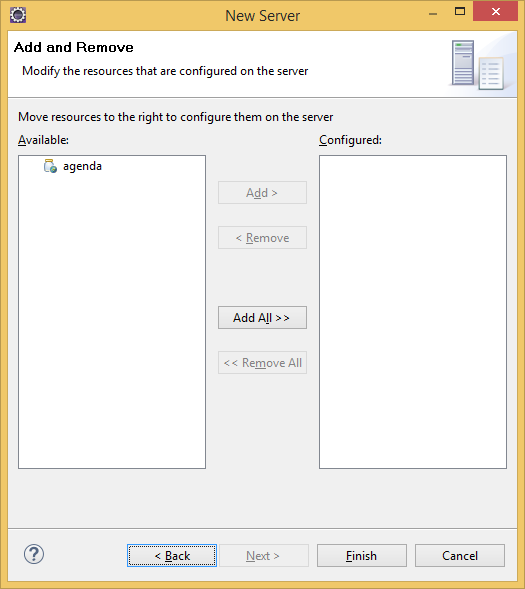 New Server
Add and Remove
Modify the resources that are configured on the server
Move resources to the right to configure them on the server
Available:
Configured:
agenda
Add >
< Remove
Add All >>
<< Remove All
?
< Back
Next >
Finish
Cancel